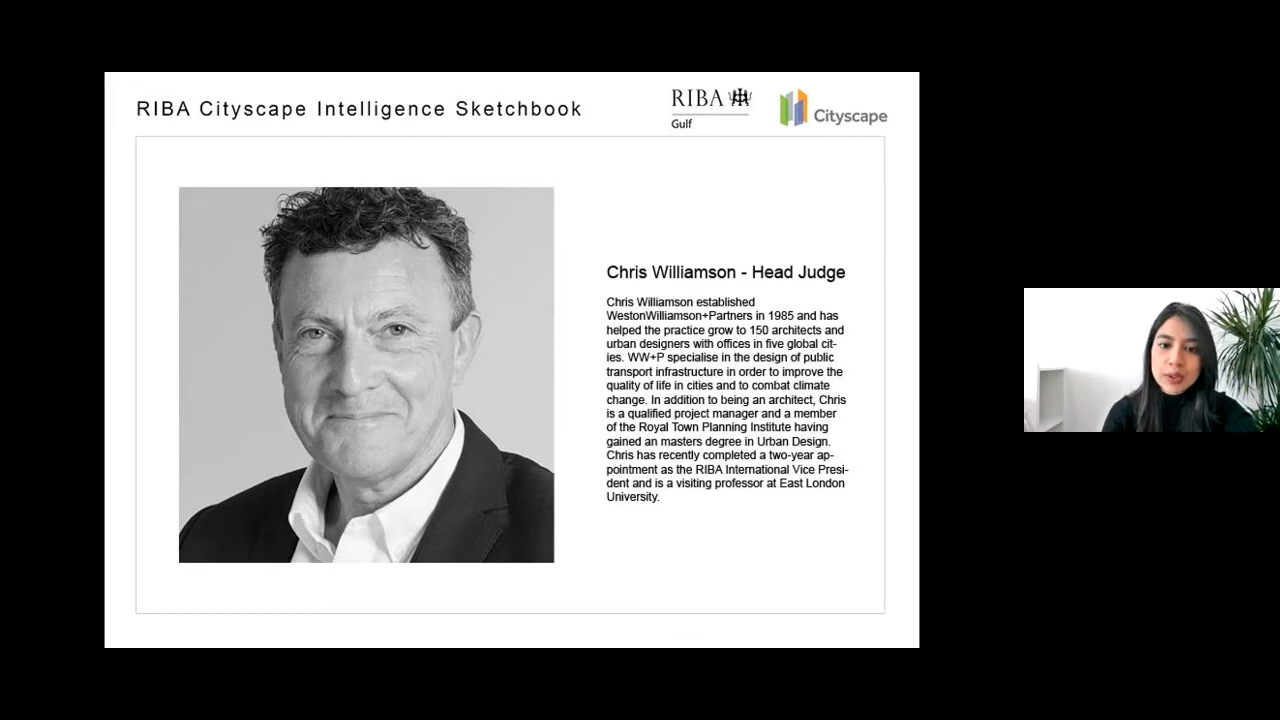 RIBA Cityscape Intelligence Sketchbook
RIBA
Gulf
Cityscape
Chris Williamson - Head Judge
Chris Williamson established
WestonWilliamson+Partners in 1985 and has
helped the practice grow to 150 architects and
urban designers with offices in five global cit-
ies. WW+P specialise in the design of public
transport infrastructure in order to improve the
quality of life in cities and to combat climate
change. In addition to being an architect, Chris
is a qualified project manager and a member
of the Royal Town Planning Institute having
gained an masters degree in Urban Design.
Chris has recently completed a two-year ap-
pointment as the RIBA International Vice Presi-
dent and is a visiting professor at East London
University.